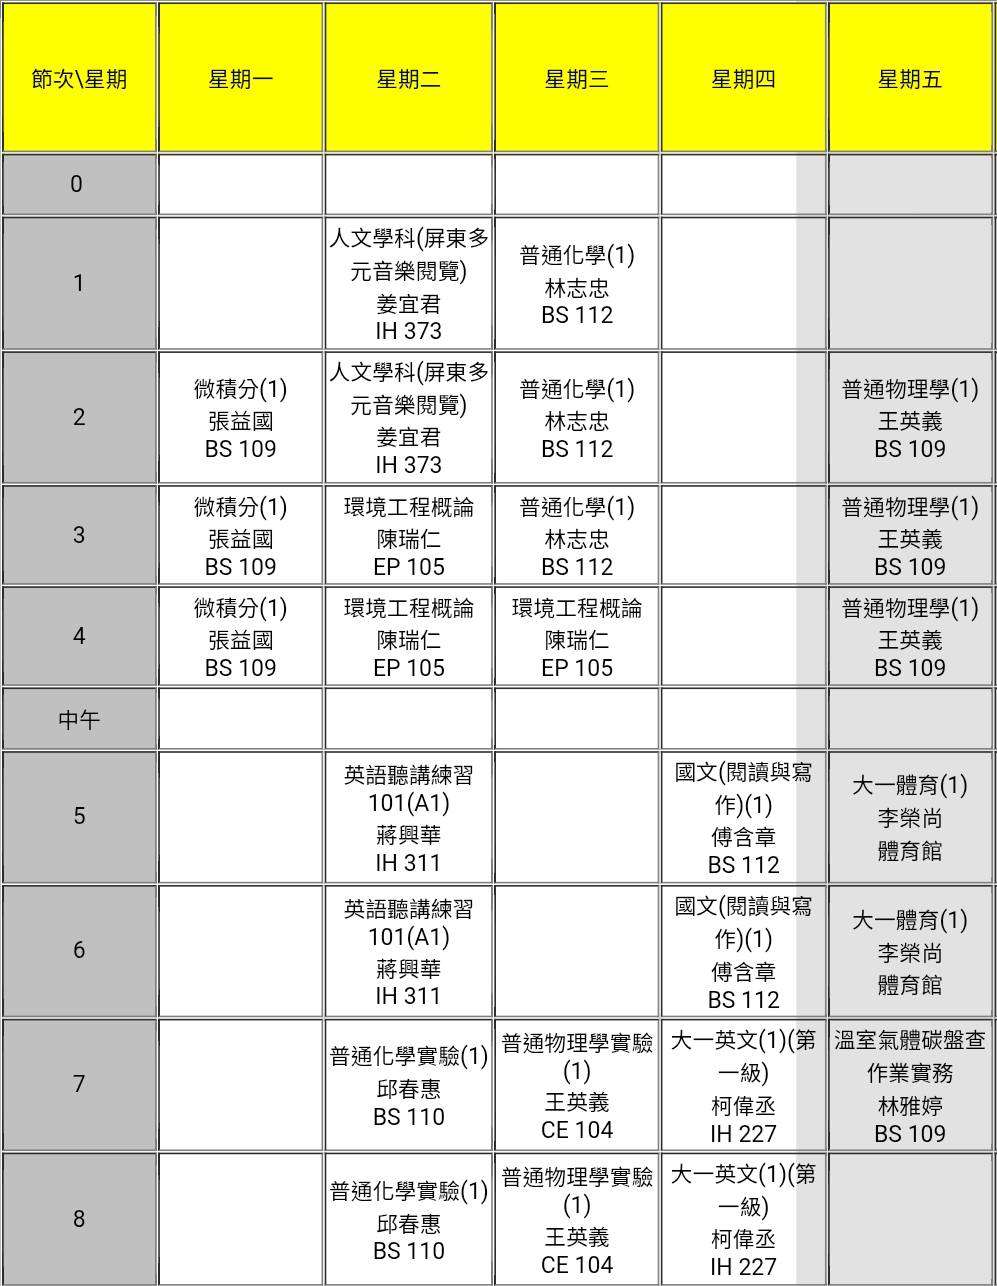 節次\星期 星期一 星期二 星期三 星期四 星期五
0
1
人文學科(屏東多
元音樂閱覽)
姜宜君
IH 373
普通化學(1)
林志忠
BS 112
2
微積分(1)
張益國
BS 109
人文學科(屏東多
元音樂閱覽)
姜宜君
IH 373
普通化學(1)
林志忠
BS 112
普通物理學(1)
王英義
BS 109
3
微積分(1)
張益國
BS 109
環境工程概論
陳瑞仁
EP 105
普通化學(1)
林志忠
BS 112
普通物理學(1)
王英義
BS 109
4
微積分(1)
張益國
BS 109
環境工程概論
陳瑞仁
EP 105
環境工程概論
陳瑞仁
EP 105
普通物理學(1)
王英義
BS 109
中午
5
英語聽講練習
101(A1)
蔣興華
IH 311
國文(閱讀與寫
作)(1)
傅含章
BS 112
大一體育(1)
李榮尚
體育館
6
英語聽講練習
101(A1)
蔣興華
IH 311
國文(閱讀與寫
作)(1)
傅含章
BS 112
大一體育(1)
李榮尚
體育館
7
普通化學實驗(1)
邱春惠
BS 110
普通物理學實驗
(1)
王英義
CE 104
大一英文(1)(第
一級)
柯偉丞
IH 227
溫室氣體碳盤查
作業實務
林雅婷
BS 109
8
普通化學實驗(1)
邱春惠
BS 110
普通物理學實驗
(1)
王英義
CE 104
大一英文(1)(第
一級)
柯偉丞
IH 227